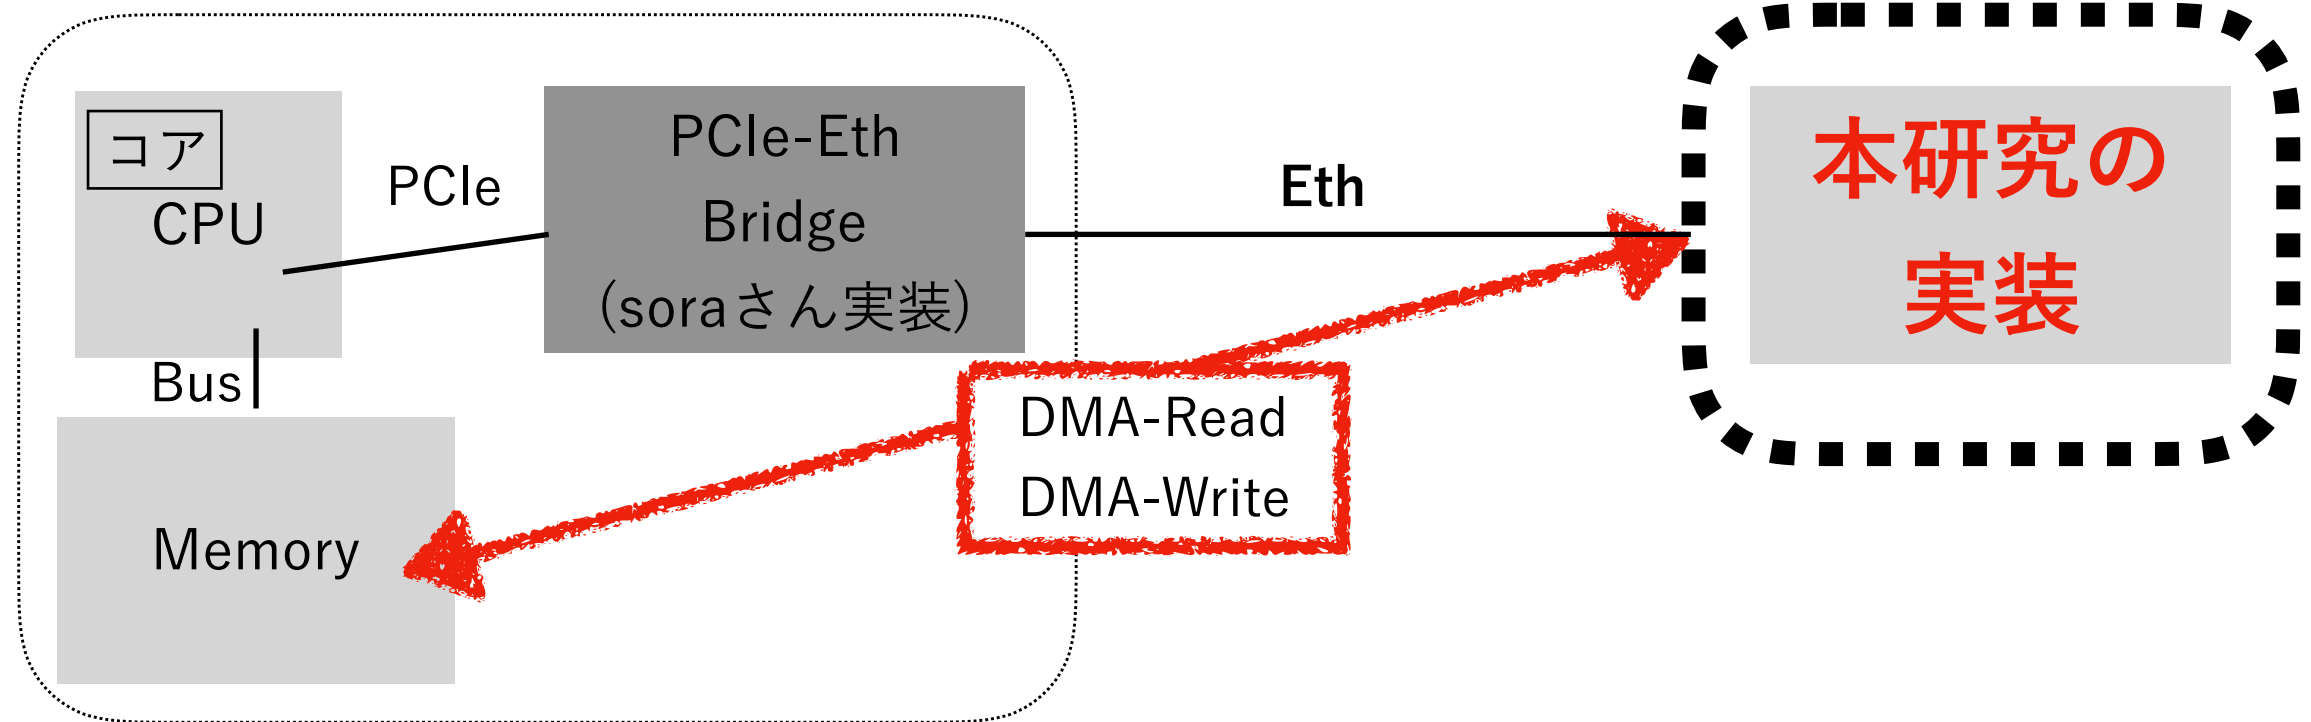 コア
CPU
PCIe
PCIe-Eth
Bridge
(soraさん実装)
Eth
本研究の
実装
Bus
Memory
DMA-Read
DMA-Write